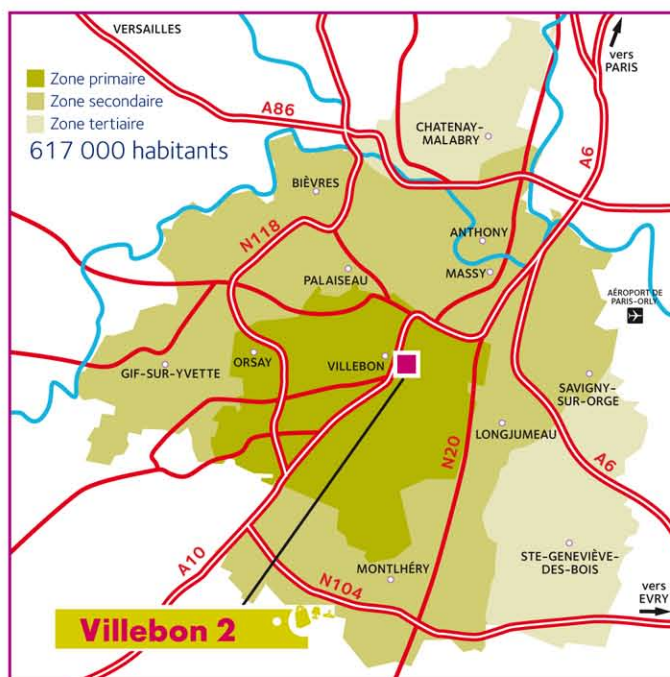 VERSAILLES
vers
PARIS
Zone primaire
Zone secondaire
Zone tertiaire
617 000 habitants
A86
CHATENAY-
MALABRY
A6
BIÈVRES
N118
ANTHONY
PALAISEAU
MASSY
AÉROPORT DE
PARIS-ORLY
ORSAY
VILLEBON
GIF-SUR-YVETTE
SAVIGNY-
SUR-ORGE
LONGJUMEAU
N20
A6
A10
STE-GENEVIÈVE-
DES-BOIS
MONTLHÉRY
N104
vers
EVRY
Villebon 2